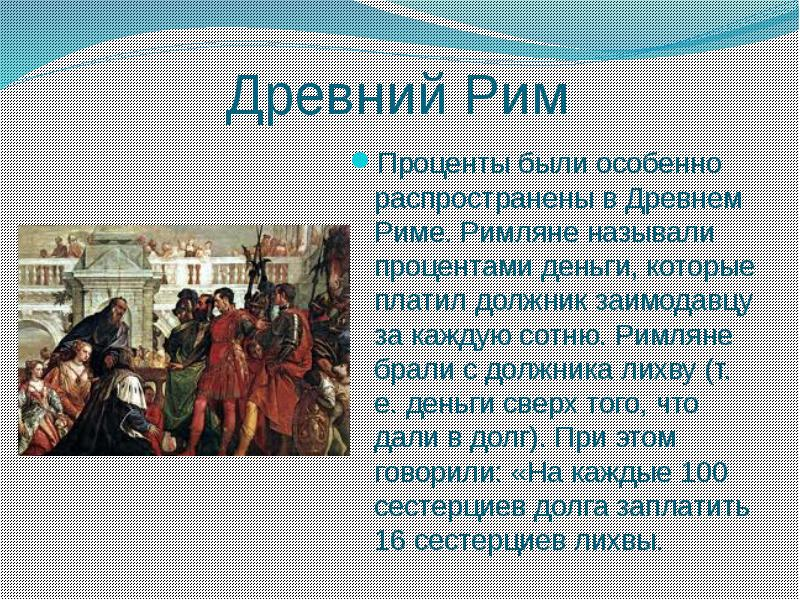 Древний Рим
Проценты были особенно
распространены в Древнем
Риме. Римляне называли
процентами деньги, которые
платил должник заимодавцу
за каждую сотню. Римляне
брали с должника лихву (т.
е. деньги сверх того, что
дали в долг). При этом
говорили: «На каждые 100
сестерциев долга заплатить
16 сестерциев лихвы.